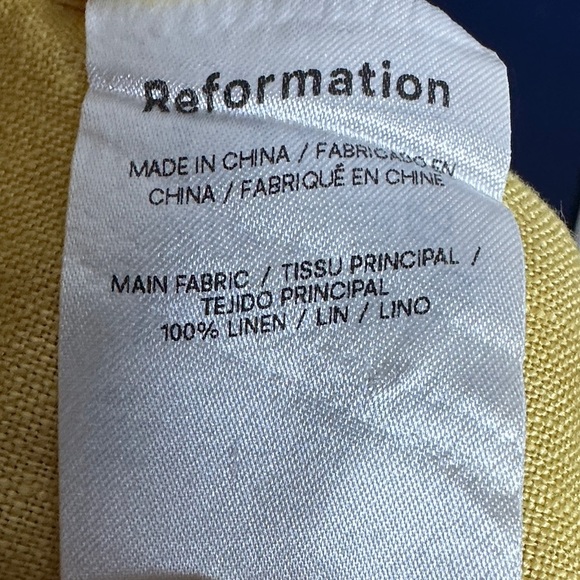 Reformation
MADE IN CHINA / FABRICADO EN
CHINA / FABRIQUÉ EN CHINE
MAIN FABRIC / TISSU PRINCIPAL /
TEJIDO PRINCIPAL
100% LINEN / LIN / LINO